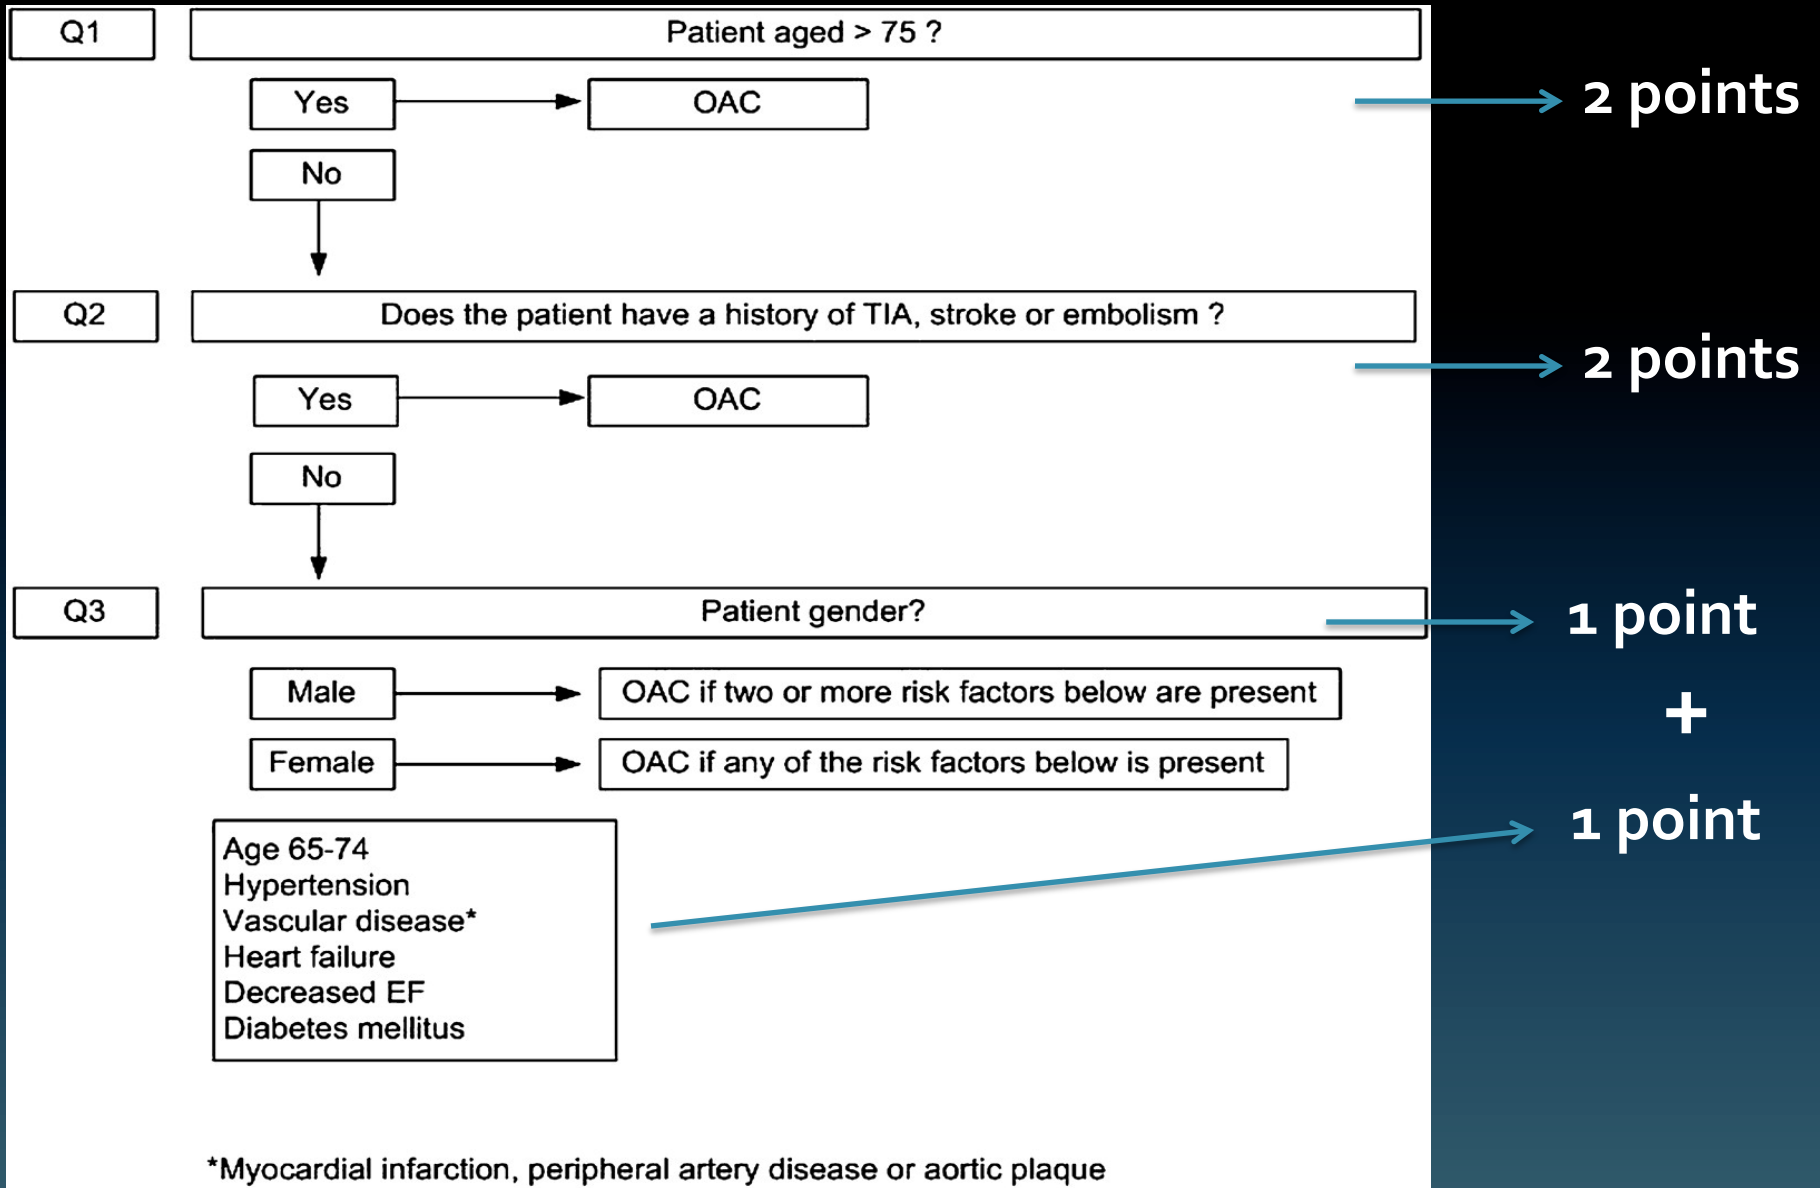 Q1
Patient aged > 75 ?
Yes
OAC
2 points
No
Q2
Does the patient have a history of TIA, stroke or embolism ?
2 points
Yes
OAC
No
Q3
Patient gender?
1 point
Male
OAC if two or more risk factors below are present
+
Female
OAC if any of the risk factors below is present
1 point
Age 65-74
Hypertension
Vascular disease*
Heart failure
Decreased EF
Diabetes mellitus
*Myocardial infarction, peripheral artery disease or aortic plaque